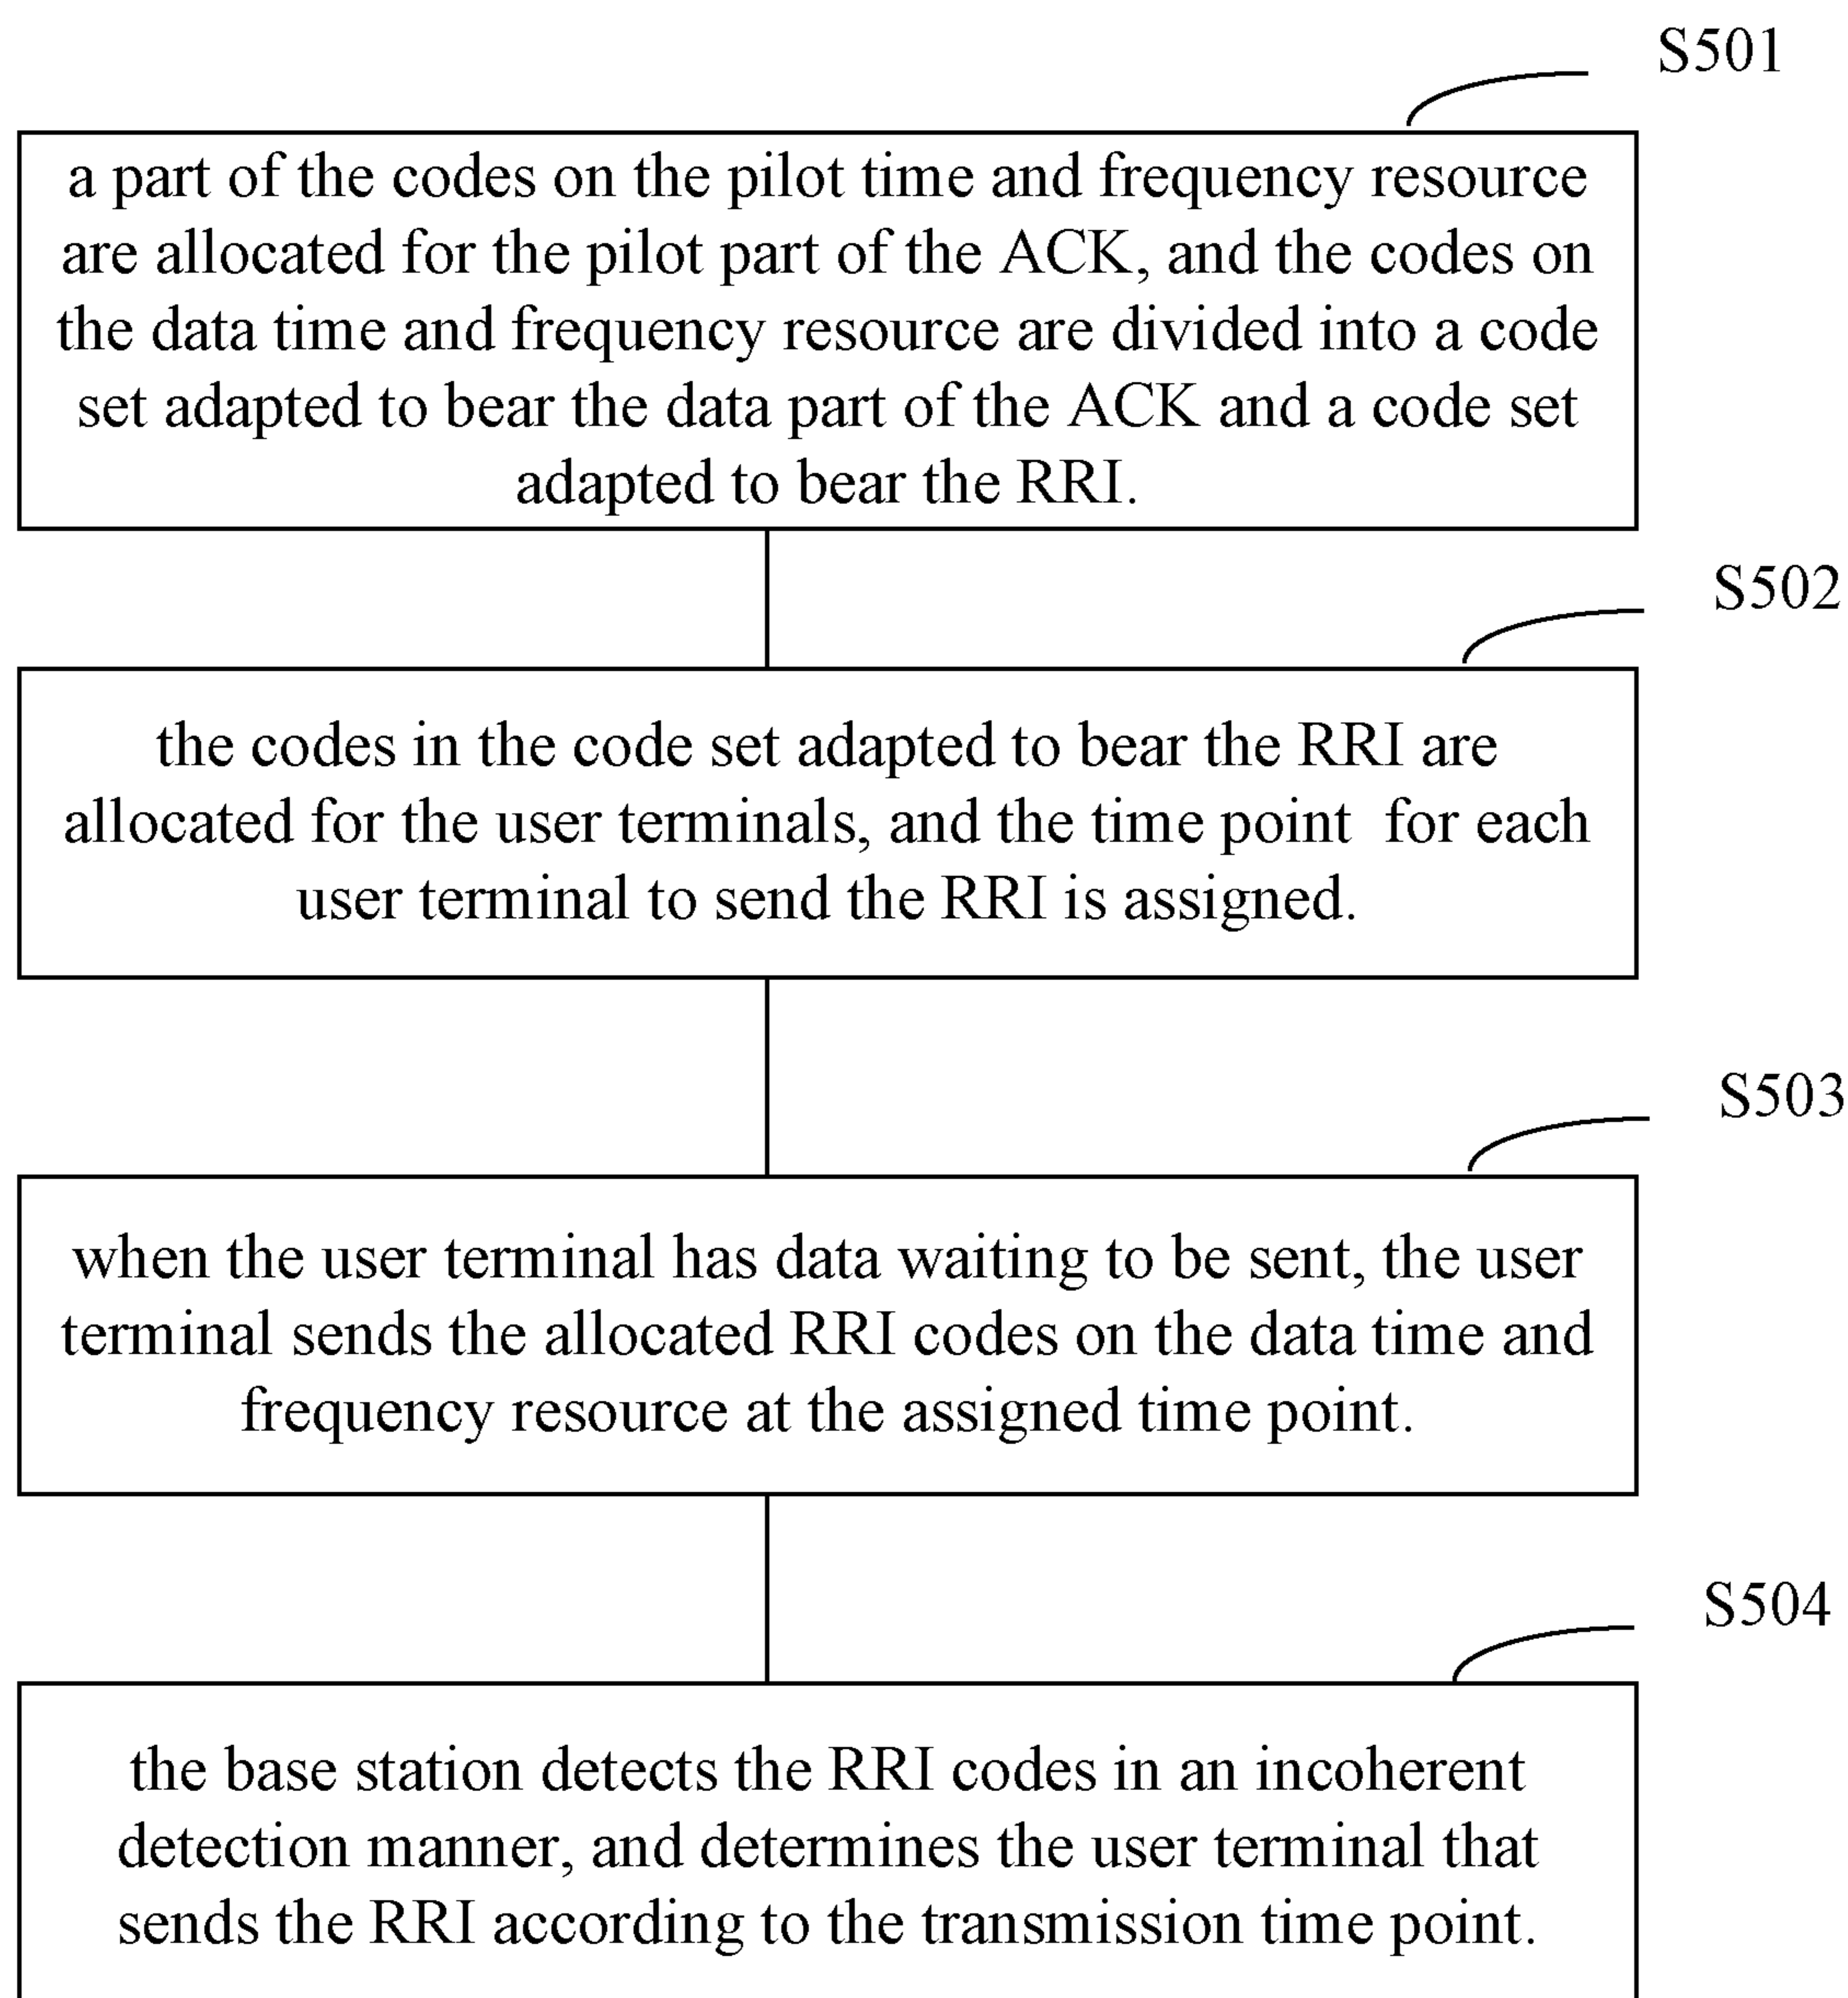 S501
a part of the codes on the pilot time and frequency resource
are allocated for the pilot part of the ACK, and the codes on
the data time and frequency resource are divided into a code
set adapted to bear the data part of the ACK and a code set
adapted to bear the RRI.
S502
the codes in the code set adapted to bear the RRI are
allocated for the user terminals, and the time point for each
user terminal to send the RRI is assigned.
S503
when the user terminal has data waiting to be sent, the user
terminal sends the allocated RRI codes on the data time and
frequency resource at the assigned time point.
S504
the base station detects the RRI codes in an incoherent
detection manner, and determines the user terminal that
sends the RRI according to the transmission time point.